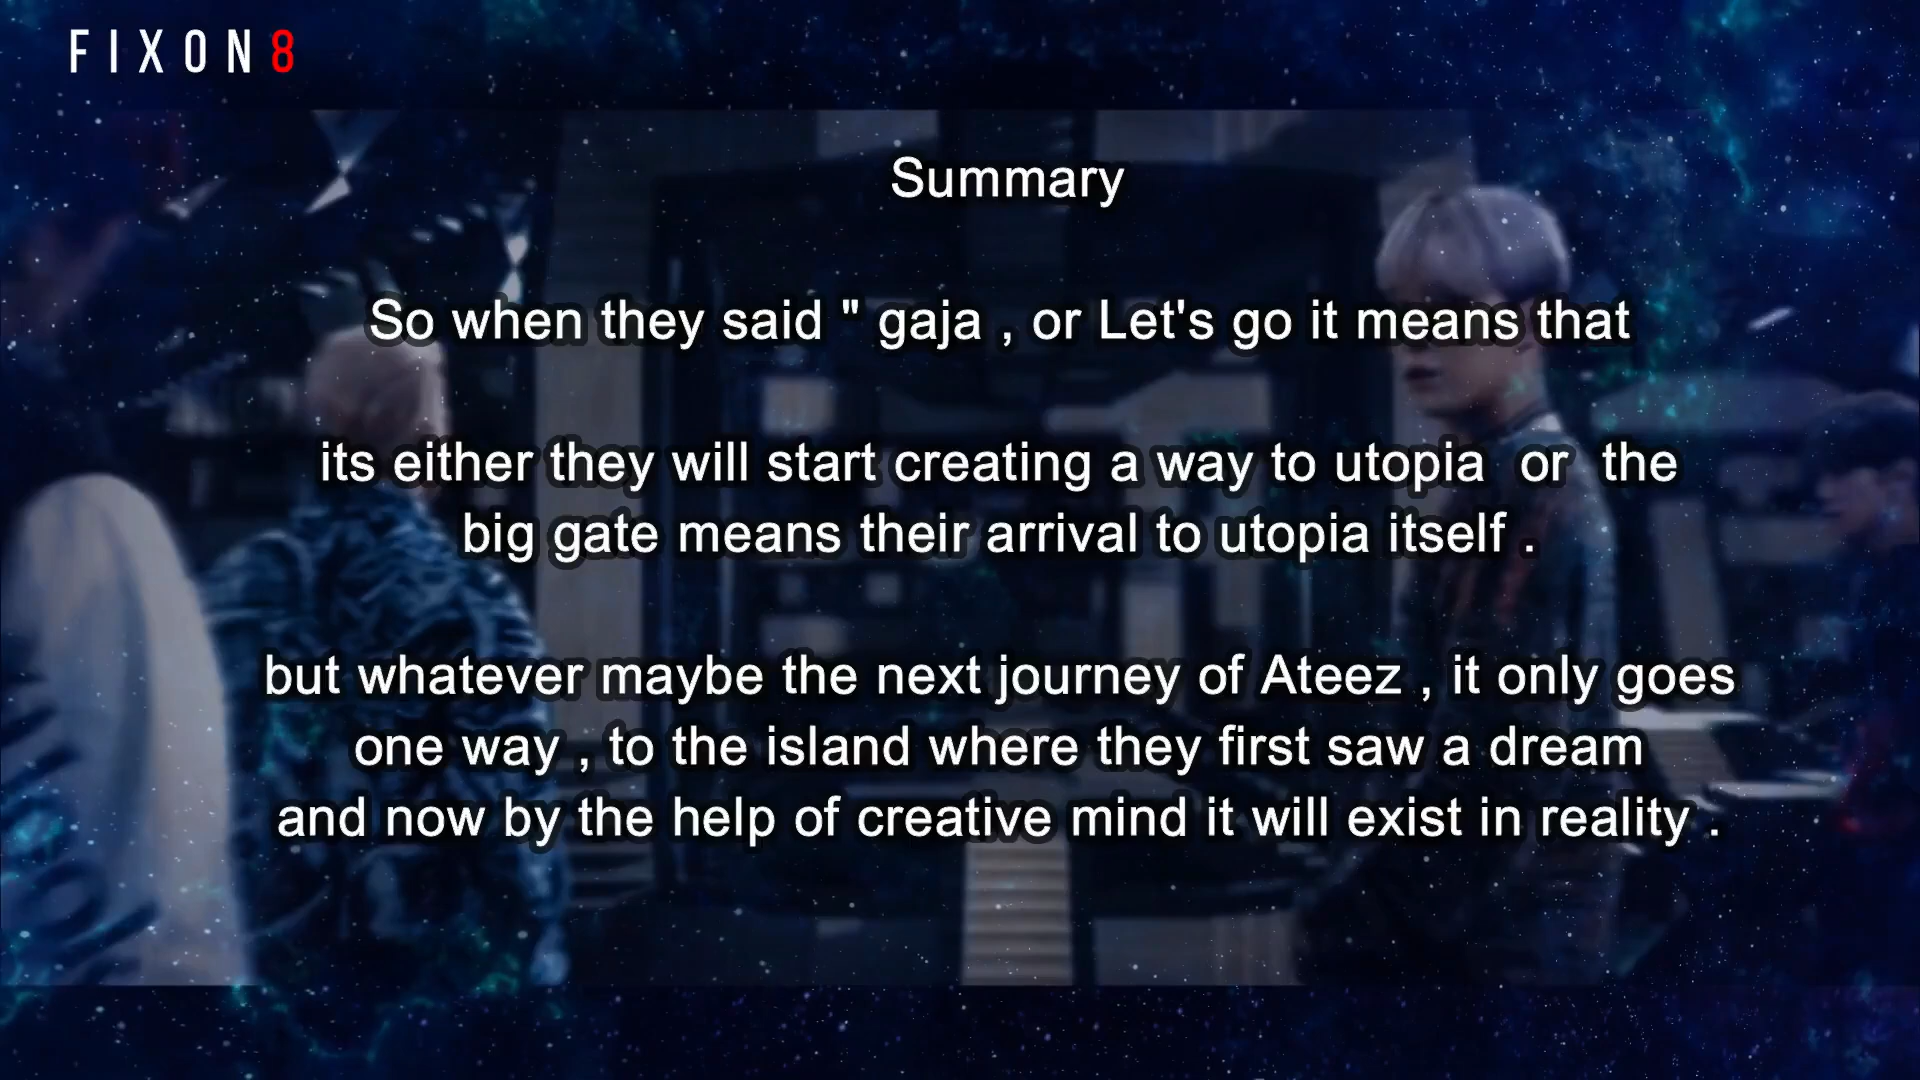 FIXON8
Summary
So when they said " gaja , or Let's go it means that
its either they will start creating a way to utopia or the
big gate means their arrival to utopia itself .
but whatever maybe the next journey of Ateez , it only goes
one way , to the island where they first saw a dream
and now by the help of creative mind it will exist in reality .